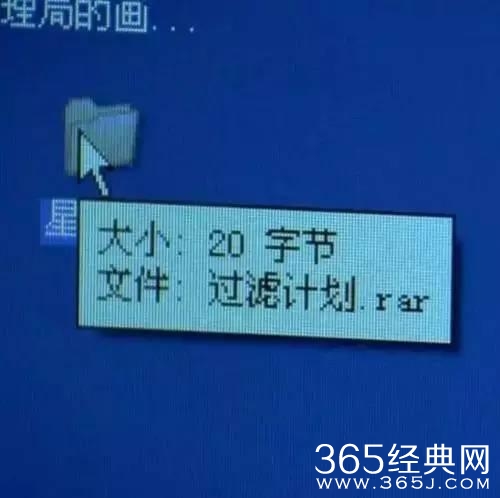 理局的画...
星
大小: 20 字节
文件: 过滤计划.rar
365经典网
www.365J.com